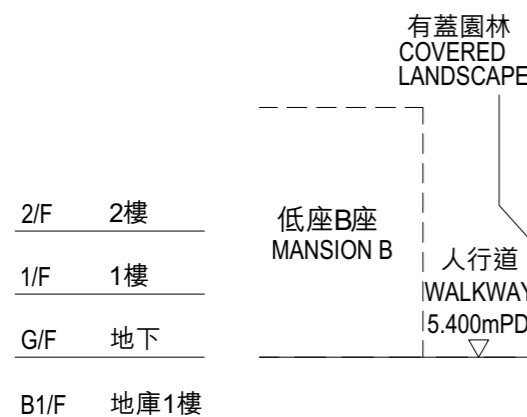 有蓋園林
COVERED
LANDSCAPE
低座B座
MANSION B
人行道
WALKWAY
5.400mPD
2/F 2樓
1/F 1樓
G/F 地下
B1/F 地庫1樓